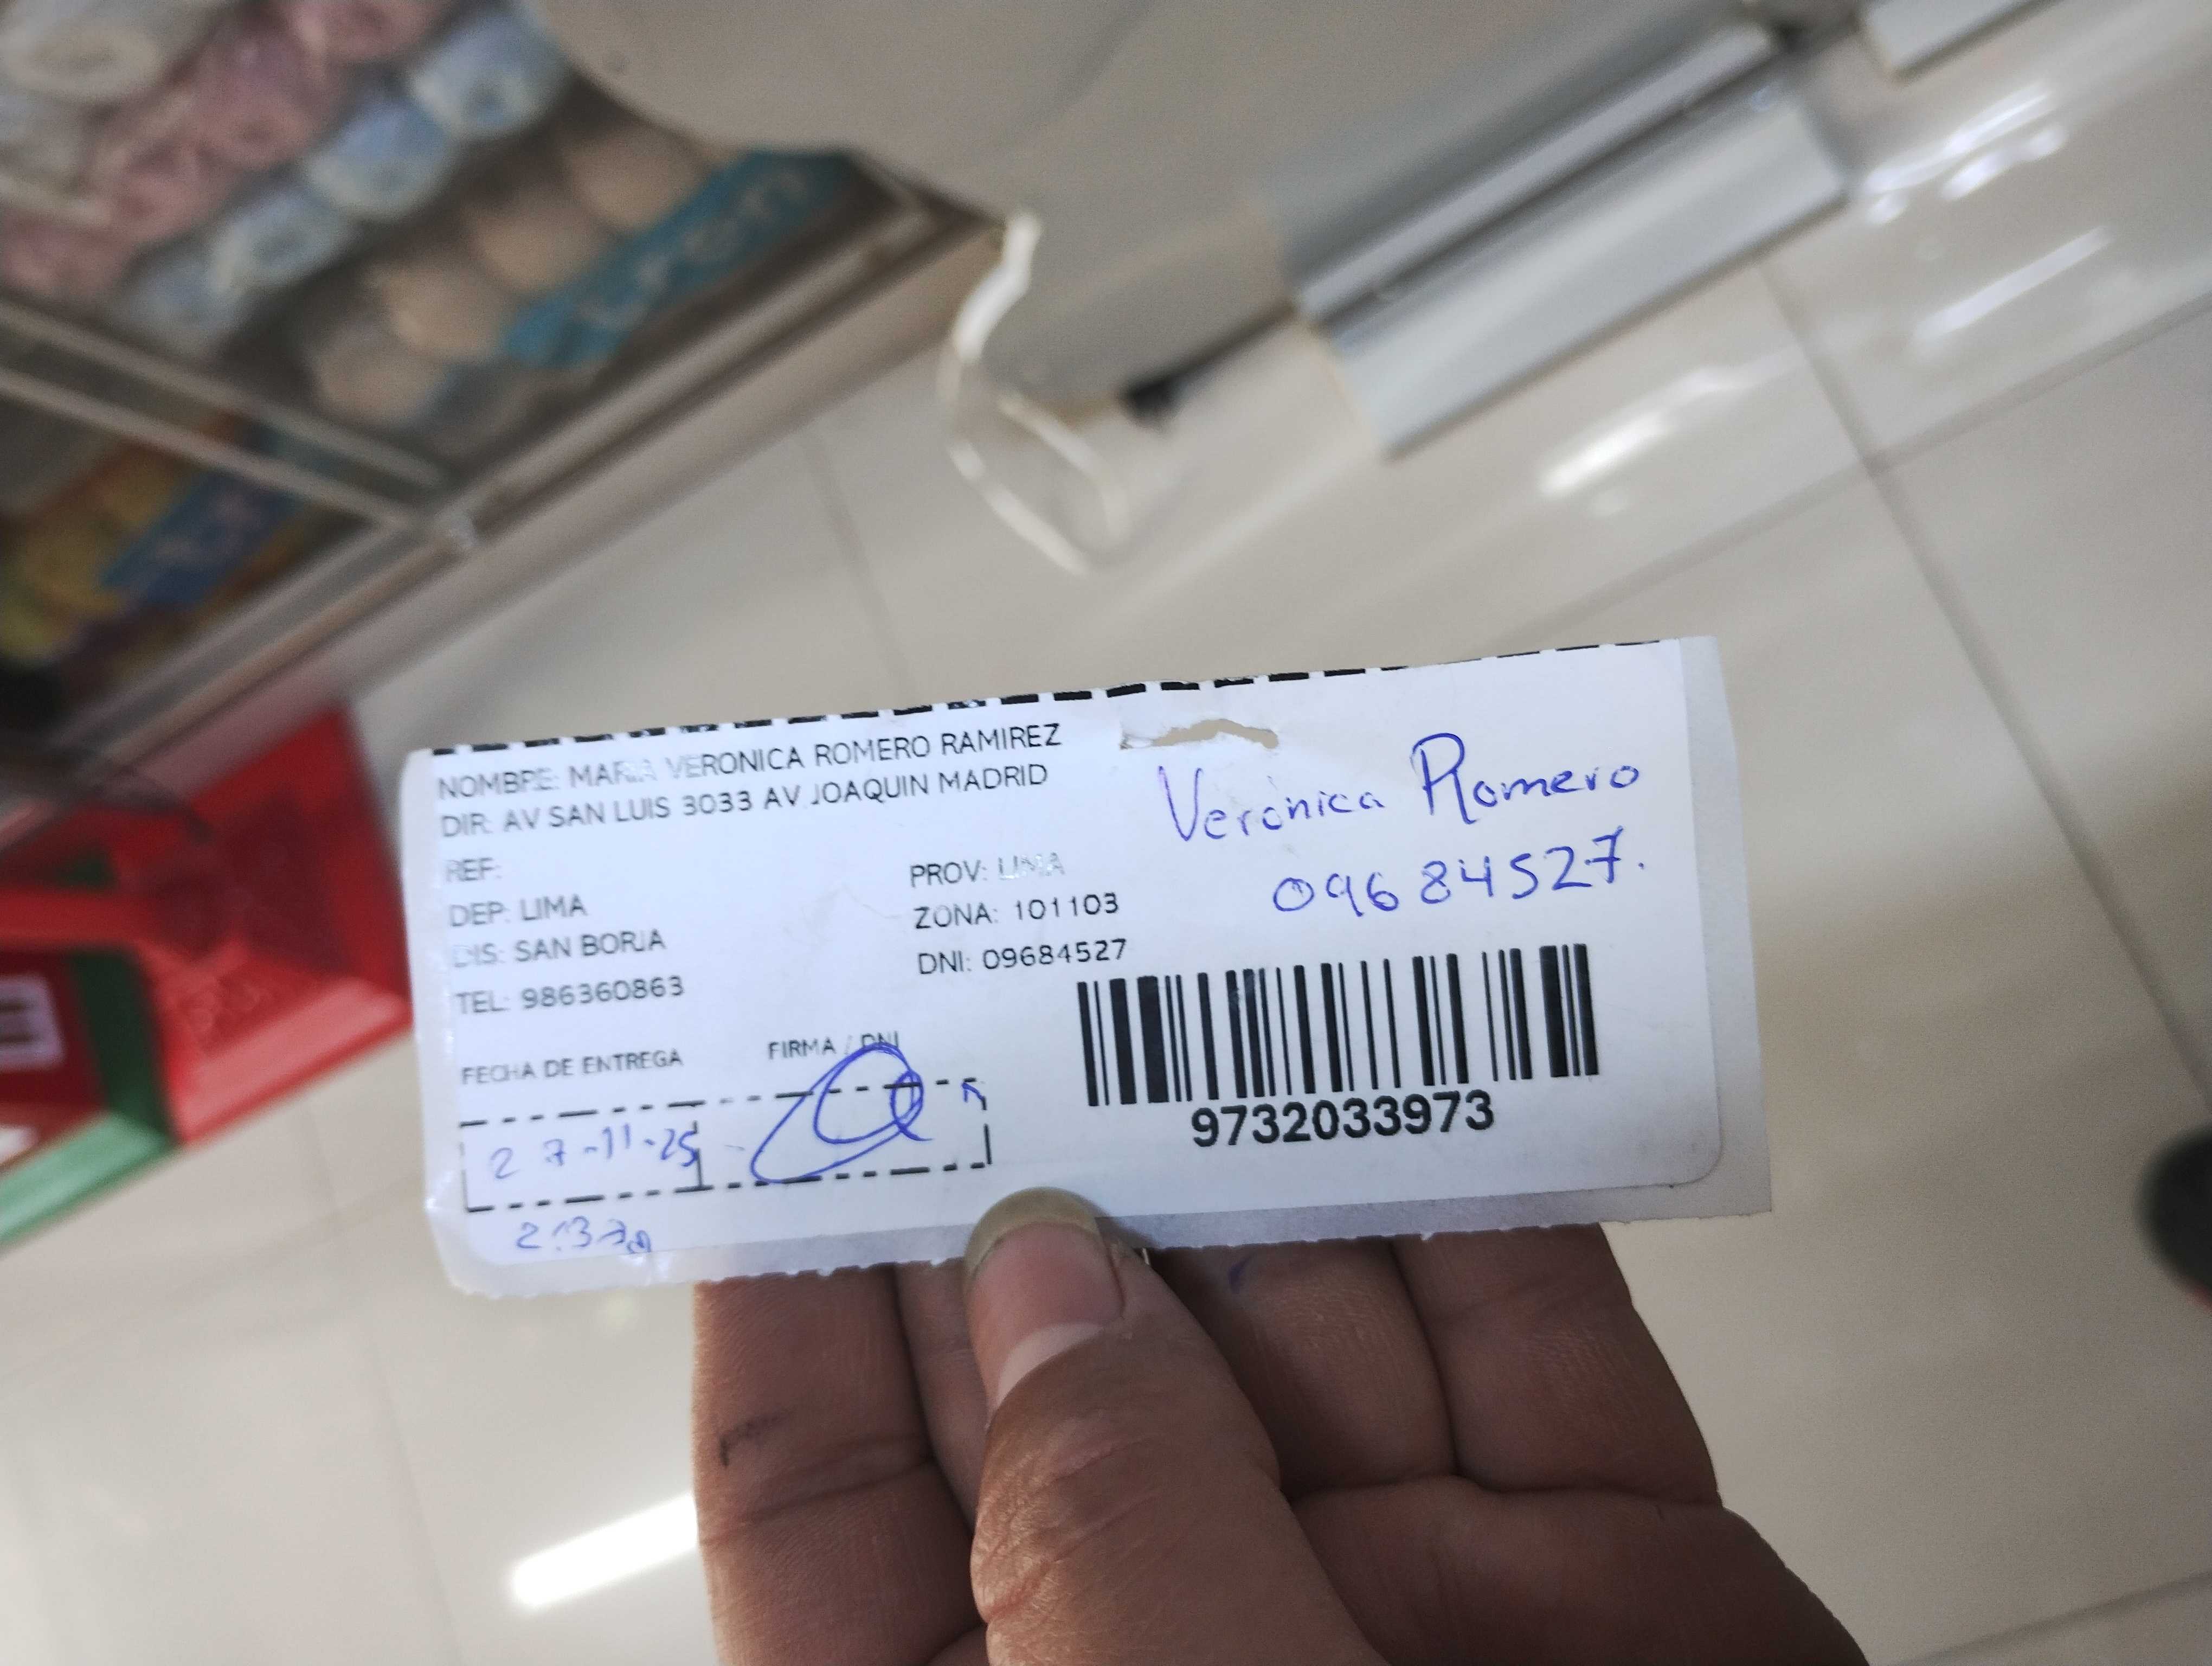 NOMBRE: MARIA VERONICA ROMERO RAMIREZ
DIR: AV SAN LUIS 3033 AV JOAQUIN MADRID
REF:
DEP: LIMA
PROV: LIMA
DIS: SAN BORJA
ZONA: 101103
TEL: 986360863
DNI: 09684527
Verónica Romero
09684527.
FECHA DE ENTREGA
FIRMA / DNI
27-11-25
9732033973